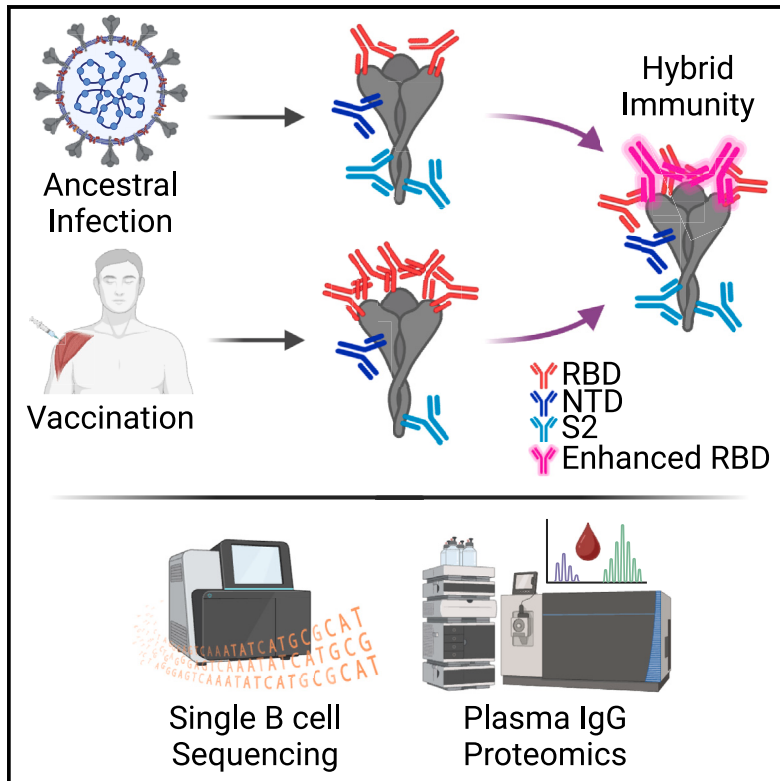 Ancestral
Infection
Hybrid
Immunity
Vaccination
RBD
NTD
S2
Enhanced RBD
Single B cell
Sequencing
Plasma IgG
Proteomics